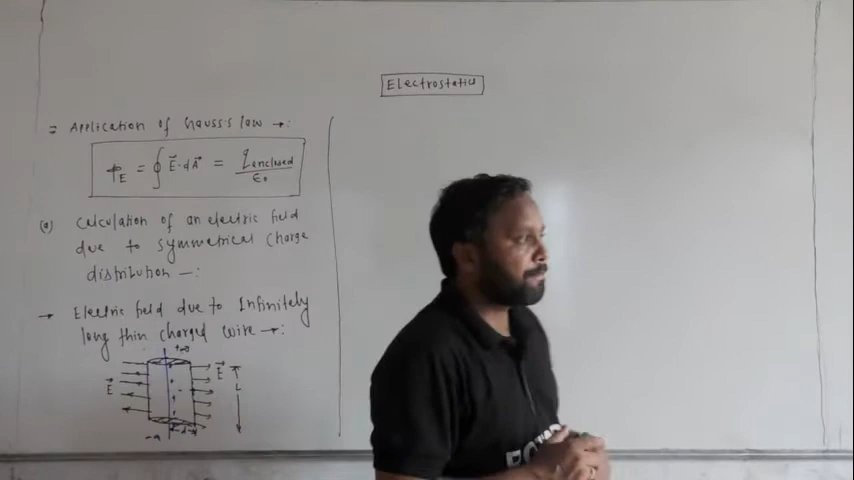 Electrostatics
= Application of Gauss's law →:
ϕE = ∮ E⃗·dA⃗ = qenclosed / ε₀
(a) Calculation of an electric field
due to symmetrical charge
distribution —:
→ Electric field due to Infinitely
long thin charged wire →:
+∞
E⃗ E⃗ L